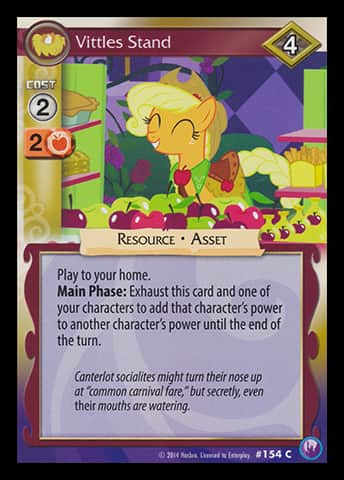 Vittles Stand
4
COST
2
2
RESOURCE • ASSET
Play to your home.
Main Phase: Exhaust this card and one of
your characters to add that character's power
to another character's power until the end of
the turn.
Canterlot socialites might turn their nose up
at "common carnival fare," but secretly, even
their mouths are watering.
© 2014 Hasbro. Licensed to Enterplay. #154 C